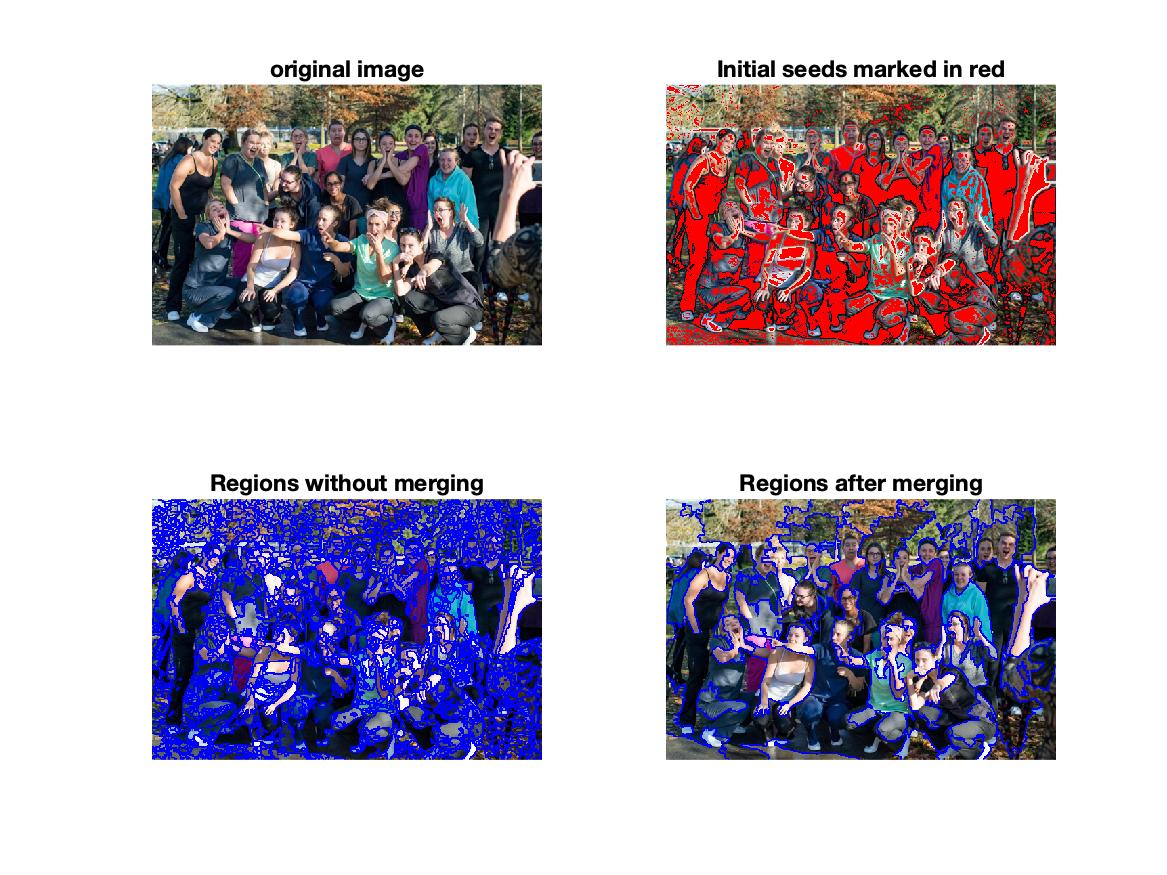 original image
Initial seeds marked in red
Regions without merging
Regions after merging